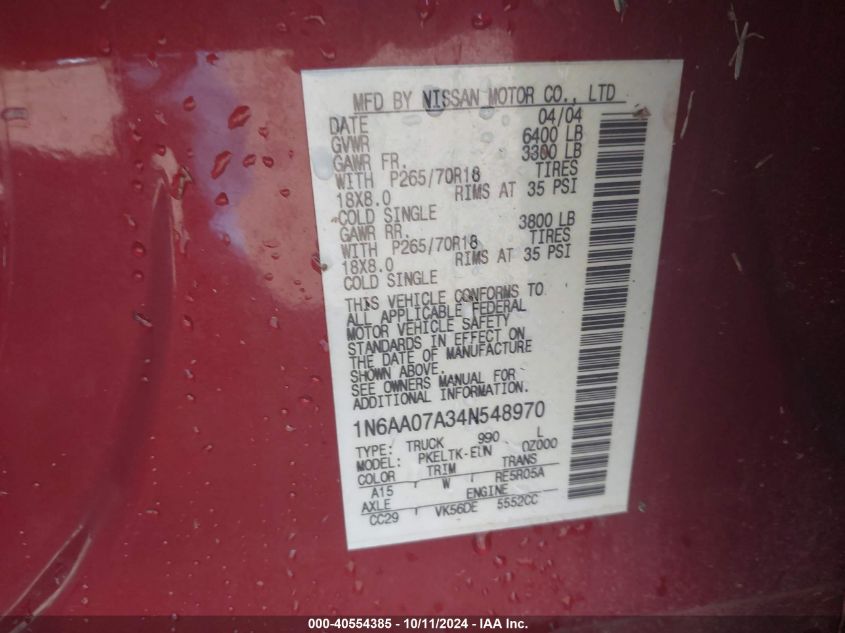 MFD BY NISSAN MOTOR CO., LTD
DATE 04/04
GVWR 6400 LB
GAWR FR. 3300 LB
WITH P265/70R18 TIRES
18X8.0 RIMS AT 35 PSI
COLD SINGLE
GAWR RR. 3800 LB
WITH P265/70R18 TIRES
18X8.0 RIMS AT 35 PSI
COLD SINGLE
THIS VEHICLE CONFORMS TO
ALL APPLICABLE FEDERAL
MOTOR VEHICLE SAFETY
STANDARDS IN EFFECT ON
THE DATE OF MANUFACTURE
SHOWN ABOVE.
SEE OWNERS MANUAL FOR
ADDITIONAL INFORMATION.
1N6AA07A34N548970
TYPE: TRUCK 990 L
MODEL: PKELTK-EUN 0Z000
COLOR TRIM TRANS
A15 W RE5R05A
AXLE ENGINE
CC29 VK56DE 5552CC
000-40554385 - 10/11/2024 - IAA Inc.